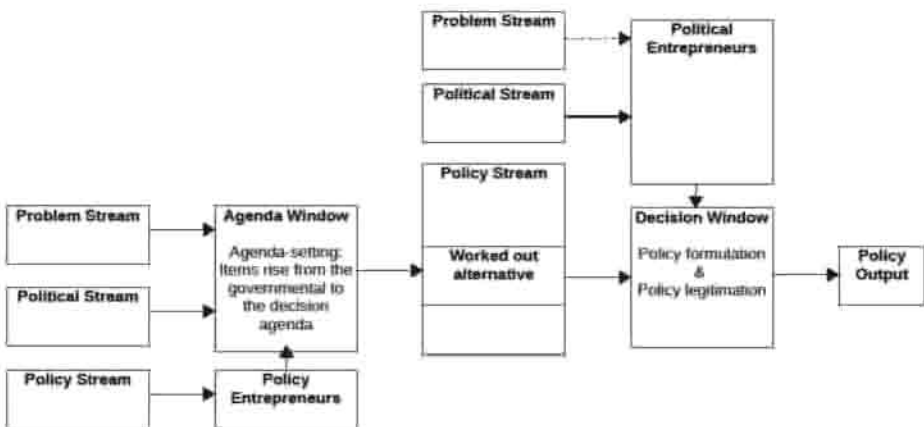 Problem Stream
Political
Entrepreneurs
Political Stream
Policy Stream
Problem Stream
Agenda Window
Decision Window
Agenda-setting:
Items rise from the
governmental to
the decision
agenda
Worked out
alternative
Policy formulation
&
Policy legitimation
Policy
Output
Political Stream
Policy Stream
Policy
Entrepreneurs